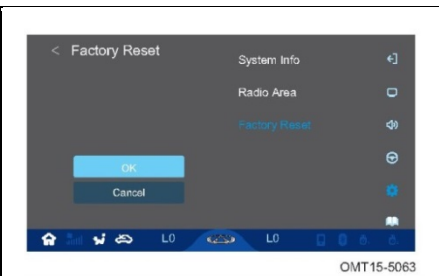 < Factory Reset
System Info
Radio Area
Factory Reset
OK
Cancel
L0 L0
OMT15-5063